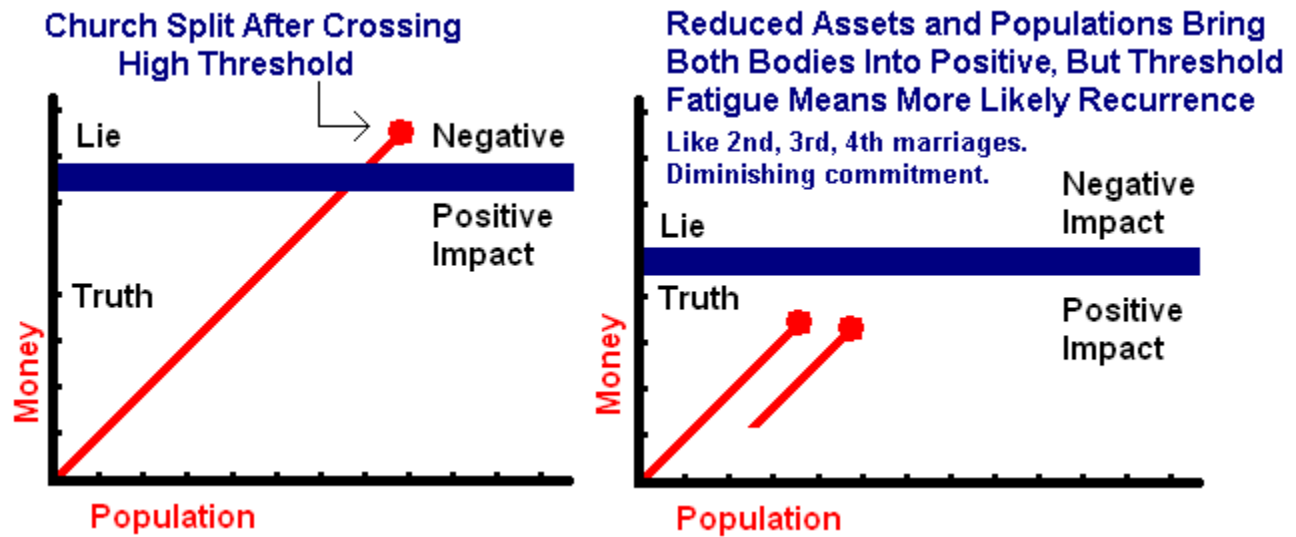 Church Split After Crossing
High Threshold
Lie
Negative
Positive
Impact
Truth
Money
Population
Reduced Assets and Populations Bring
Both Bodies Into Positive, But Threshold
Fatigue Means More Likely Recurrence
Like 2nd, 3rd, 4th marriages.
Diminishing commitment.
Negative
Impact
Lie
Truth
Positive
Impact
Money
Population